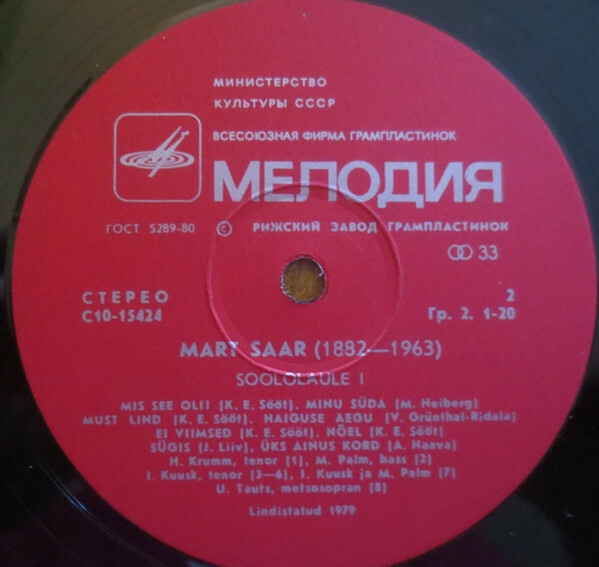 МИНИСТЕРСТВО
КУЛЬТУРЫ СССР
ВСЕСОЮЗНАЯ ФИРМА ГРАМПЛАСТИНОК
МЕЛОДИЯ
ГОСТ 5289-80 © РИЖСКИЙ ЗАВОД ГРАМПЛАСТИНОК
33
СТЕРЕО 2
С10-15424 Гр. 2. 1-20
MART SAAR (1882—1963)
SOOLOLAULE I
MIS SEE OLI! (K. E. Sööt). MINU SÜDA (M. Heiberg)
MUST LIND (K. E. Sööt). HAIGUSE AEGU (V. Grünthal-Ridala)
EI VIIMSED (K. E. Sööt). NÕEL (K. E. Sööt)
SÜGIS (J. Liiv), ÜKS AINUS KORD (A. Haava)
H. Krumm, tenor (1), M. Palm, bass (2)
I. Kuusk, tenor (3—6), I. Kuusk ja M. Palm (7)
U. Tauts, metsosopran (8)
Lindistatud 1979